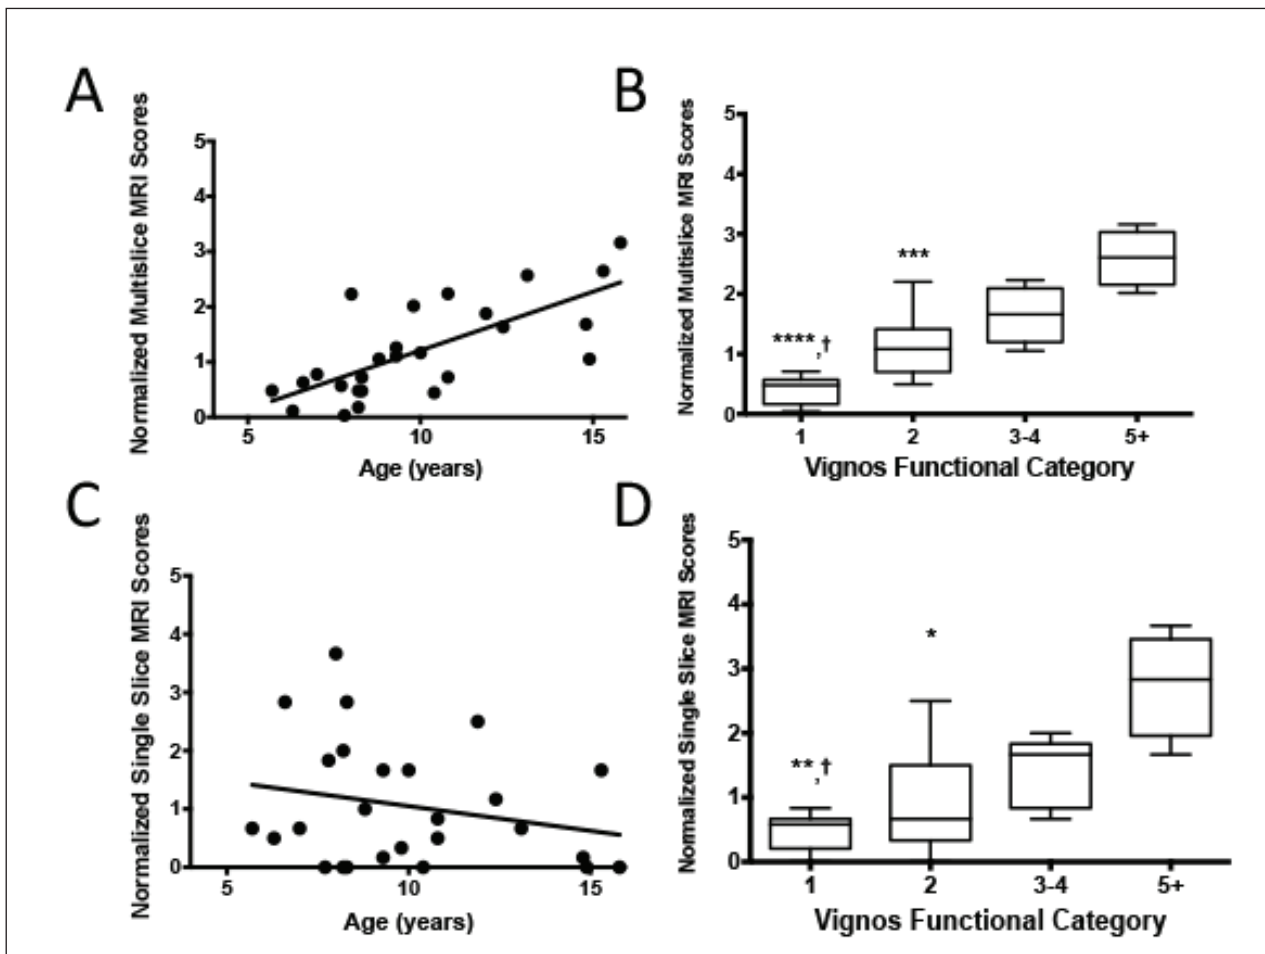 A
Normalized Multislice MRI Scores
5
4
3
2
1
0
5 10 15
Age (years)
B
Normalized Multislice MRI Scores
5
4
3
2
1
0
****,†
***
1 2 3-4 5+
Vignos Functional Category
C
Normalized Single Slice MRI Scores
5
4
3
2
1
0
5 10 15
Age (years)
D
Normalized Single Slice MRI Scores
5
4
3
2
1
0
**,†
*
1 2 3-4 5+
Vignos Functional Category